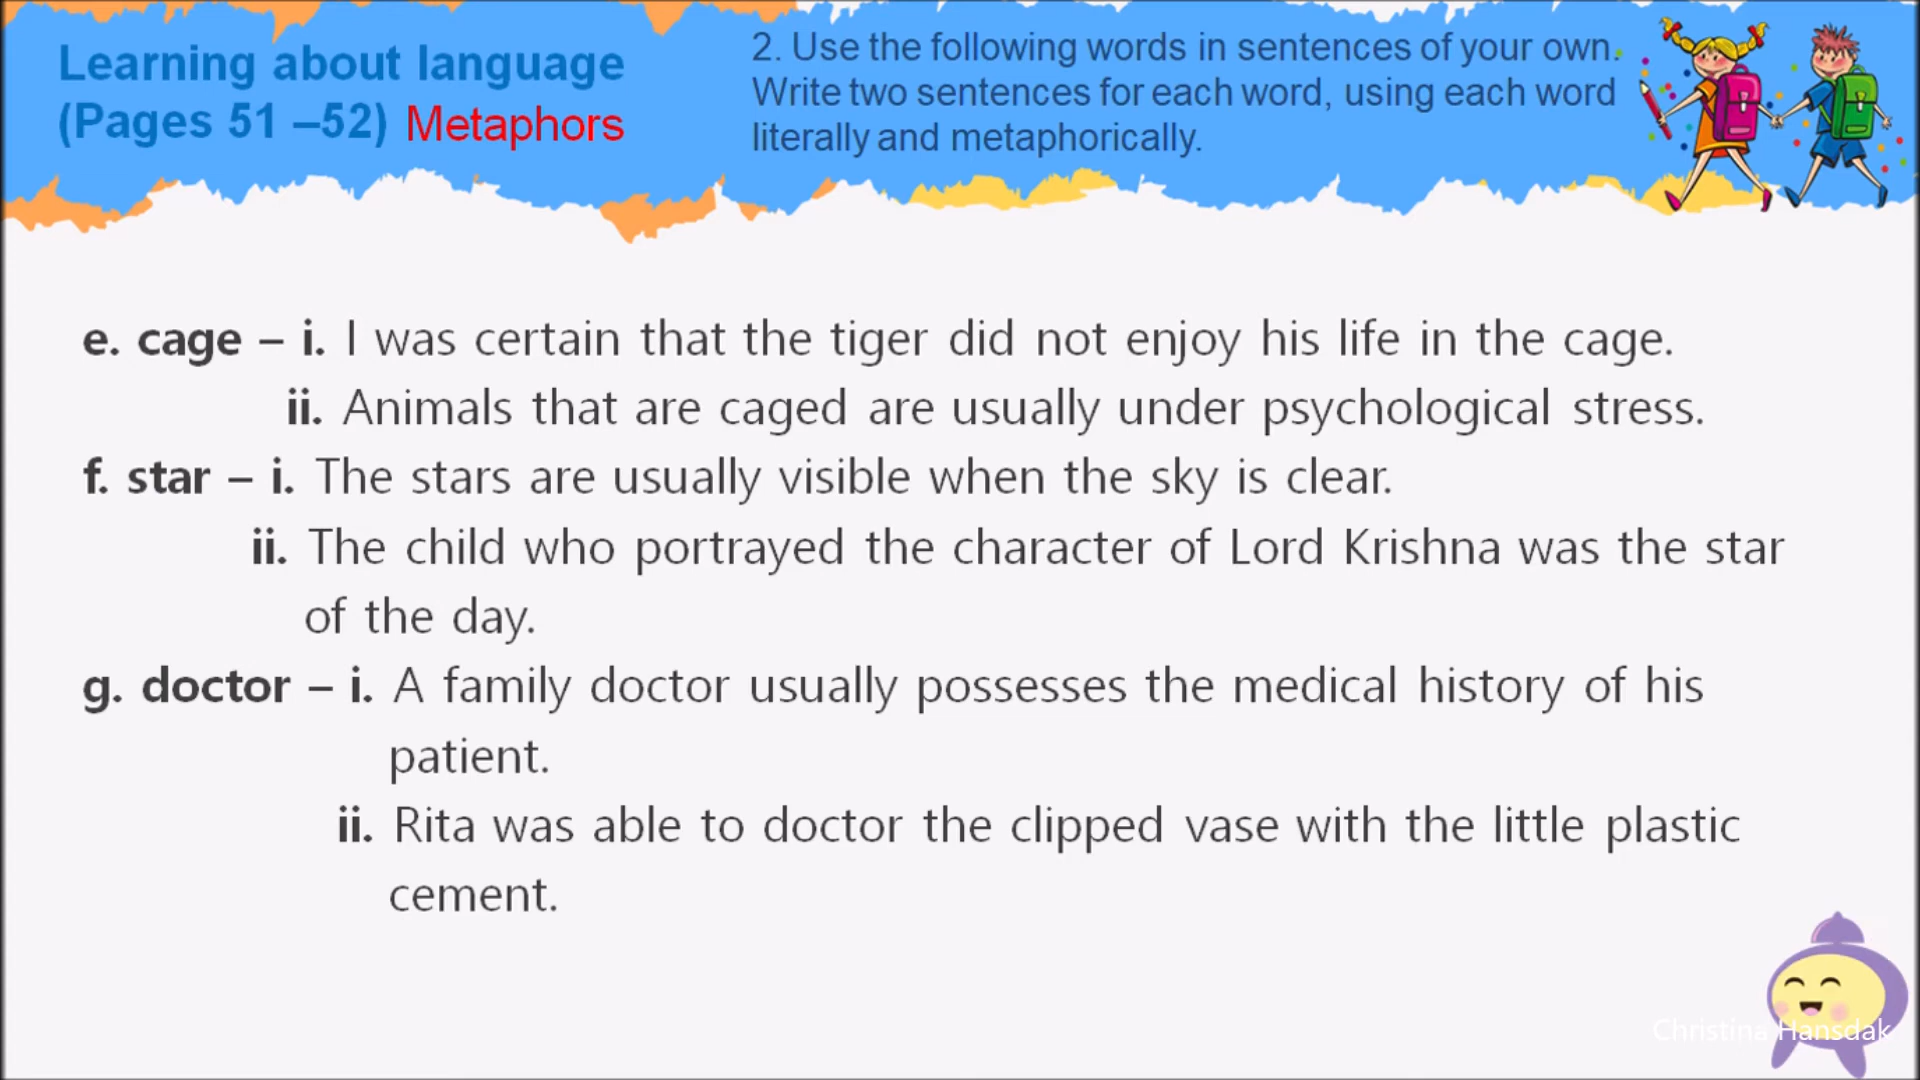 Learning about language
(Pages 51 –52) Metaphors
2. Use the following words in sentences of your own.
Write two sentences for each word, using each word
literally and metaphorically.
e. cage – i. I was certain that the tiger did not enjoy his life in the cage.
ii. Animals that are caged are usually under psychological stress.
f. star – i. The stars are usually visible when the sky is clear.
ii. The child who portrayed the character of Lord Krishna was the star
of the day.
g. doctor – i. A family doctor usually possesses the medical history of his
patient.
ii. Rita was able to doctor the clipped vase with the little plastic
cement.
Christina Hansdak